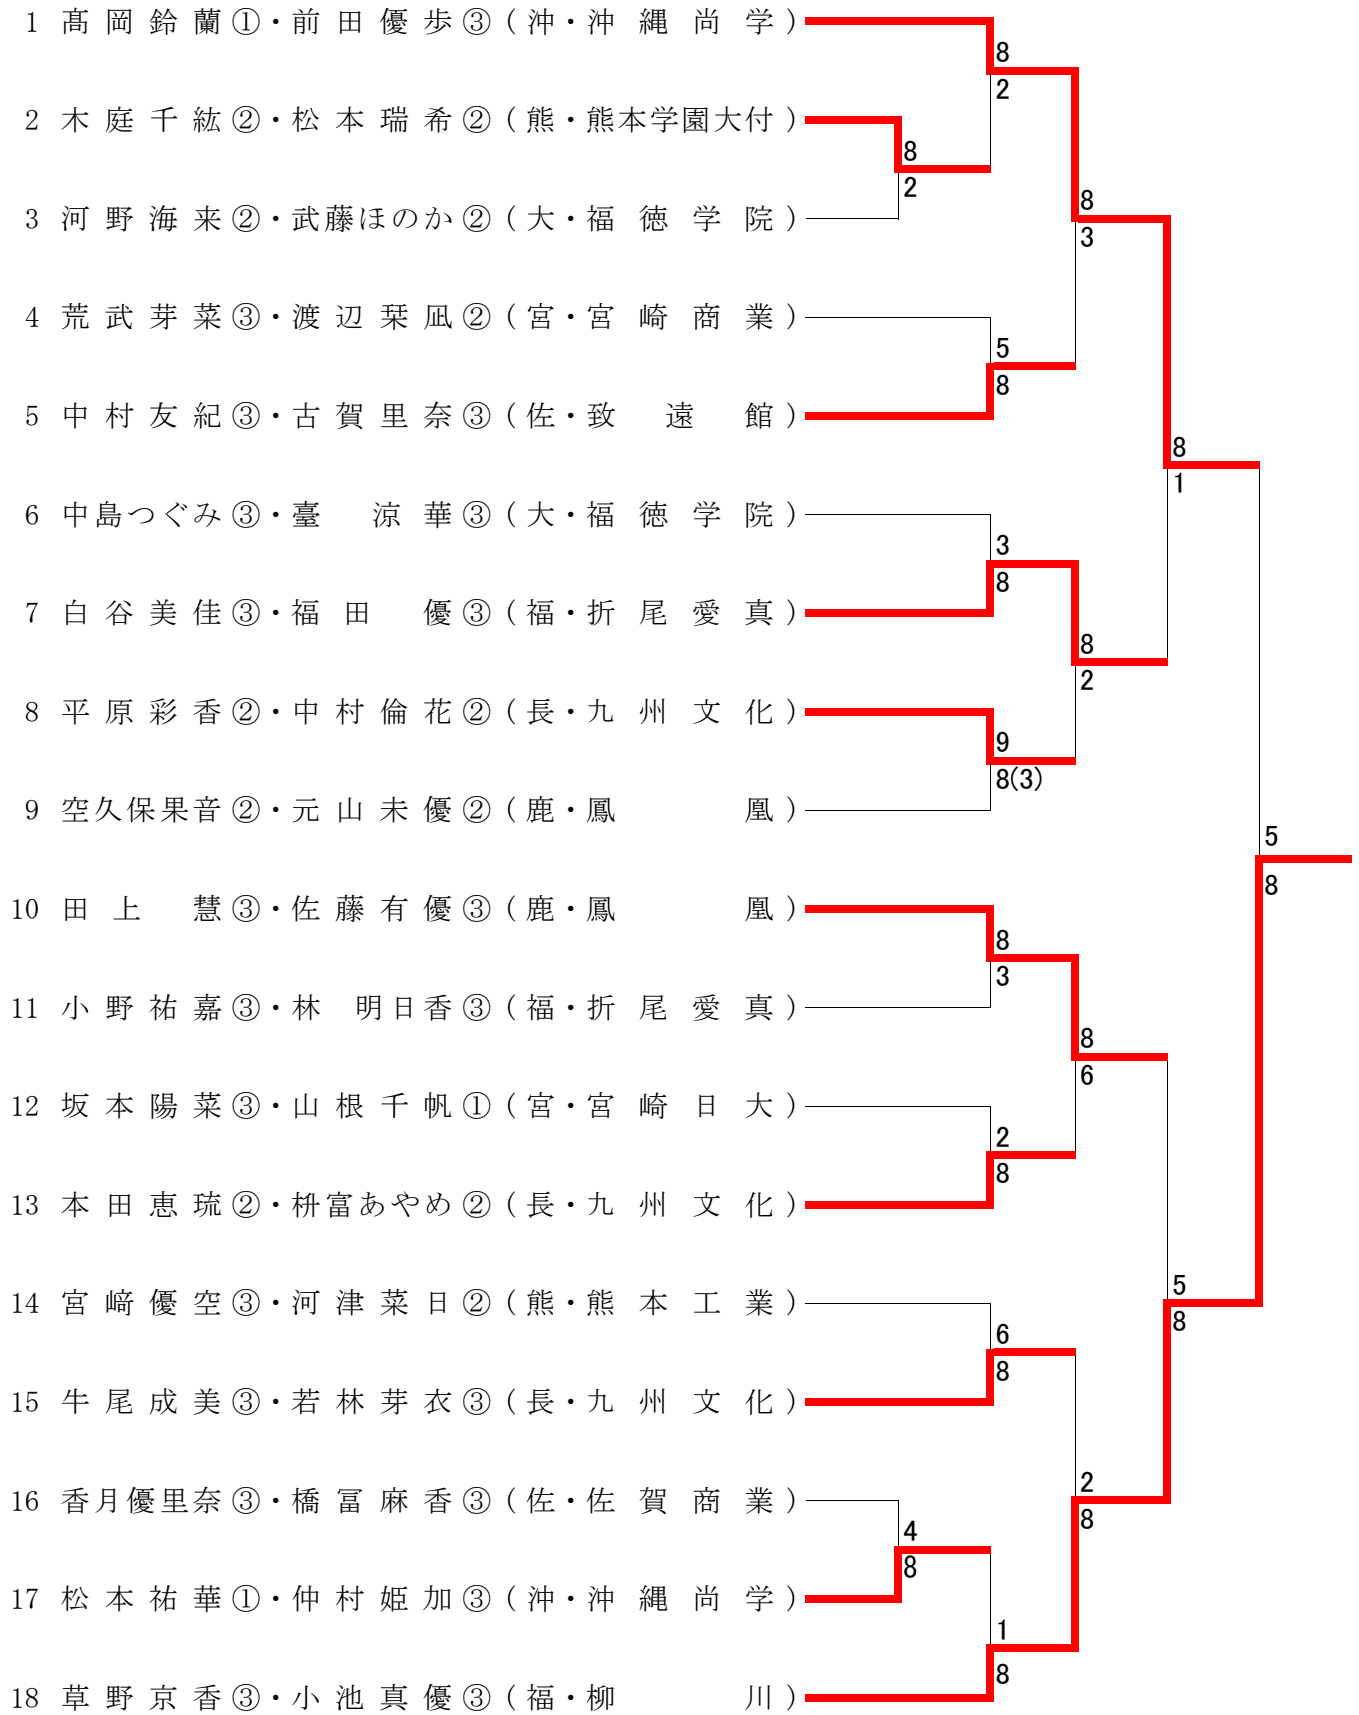 1 髙岡鈴蘭①・前田優歩③(沖・沖縄尚学)
8
2
2 木庭千紘②・松本瑞希②(熊・熊本学園大付)
8
2
3 河野海来②・武藤ほのか②(大・福徳学院)
8
3
4 荒武芽菜③・渡辺栞凪②(宮・宮崎商業)
5
8
5 中村友紀③・古賀里奈③(佐・致遠館)
8
1
6 中島つぐみ③・臺涼華③(大・福徳学院)
3
8
7 白谷美佳③・福田優③(福・折尾愛真)
8
2
8 平原彩香②・中村倫花②(長・九州文化)
9
8(3)
9 空久保果音②・元山未優②(鹿・鳳凰)
5
8
10 田上慧③・佐藤有優③(鹿・鳳凰)
8
3
11 小野祐嘉③・林明日香③(福・折尾愛真)
8
6
12 坂本陽菜③・山根千帆①(宮・宮崎日大)
2
8
13 本田恵琉②・枡富あやめ②(長・九州文化)
5
8
14 宮﨑優空③・河津菜日②(熊・熊本工業)
6
8
15 牛尾成美③・若林芽衣③(長・九州文化)
2
8
16 香月優里奈③・橋冨麻香③(佐・佐賀商業)
4
8
17 松本祐華①・仲村姫加③(沖・沖縄尚学)
1
8
18 草野京香③・小池真優③(福・柳川)